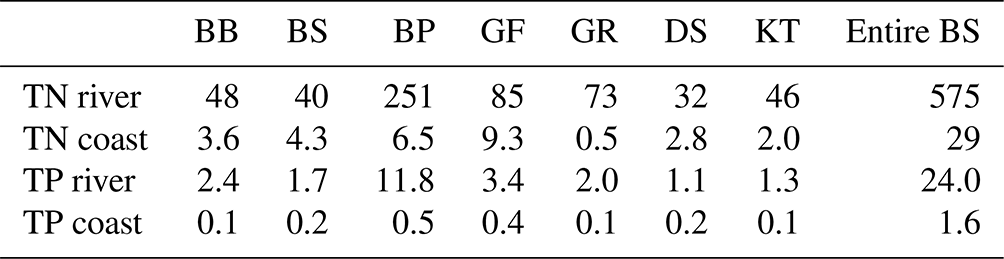 BB BS BP GF GR DS KT Entire BS
TN river 48 40 251 85 73 32 46 575
TN coast 3.6 4.3 6.5 9.3 0.5 2.8 2.0 29
TP river 2.4 1.7 11.8 3.4 2.0 1.1 1.3 24.0
TP coast 0.1 0.2 0.5 0.4 0.1 0.2 0.1 1.6